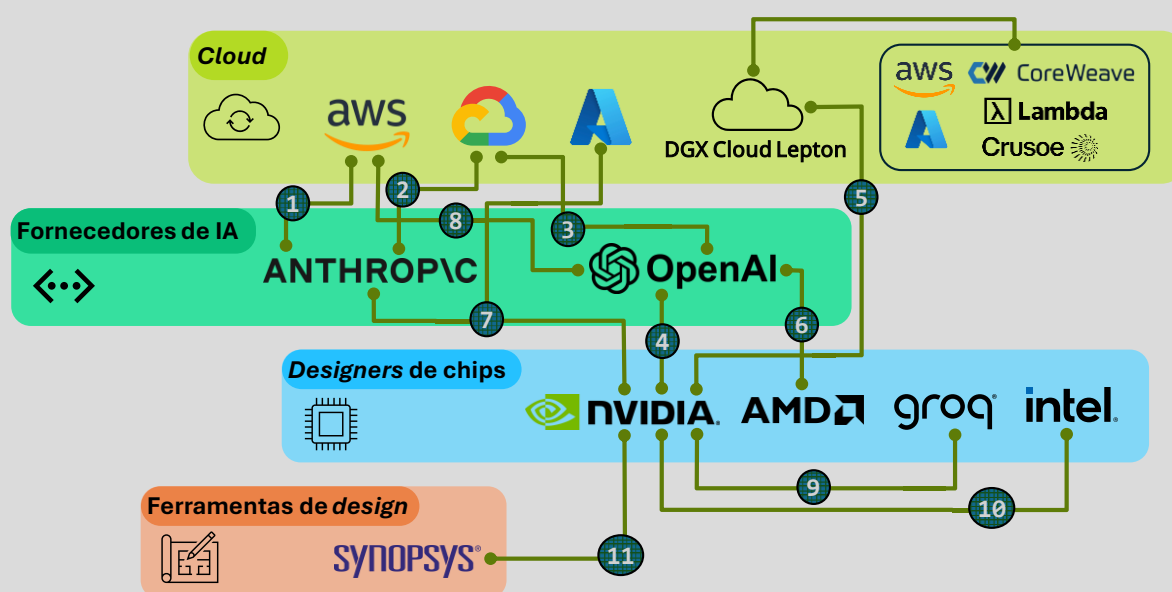 Cloud
aws
DGX Cloud Lepton
aws CoreWeave
Lambda
Crusoe
1
2
8
3
5
Fornecedores de IA
ANTHROP\C
OpenAI
7
4
6
Designers de chips
nVIDIA.
AMD
groq
intel.
9
10
Ferramentas de design
SYNOPSYS®
11